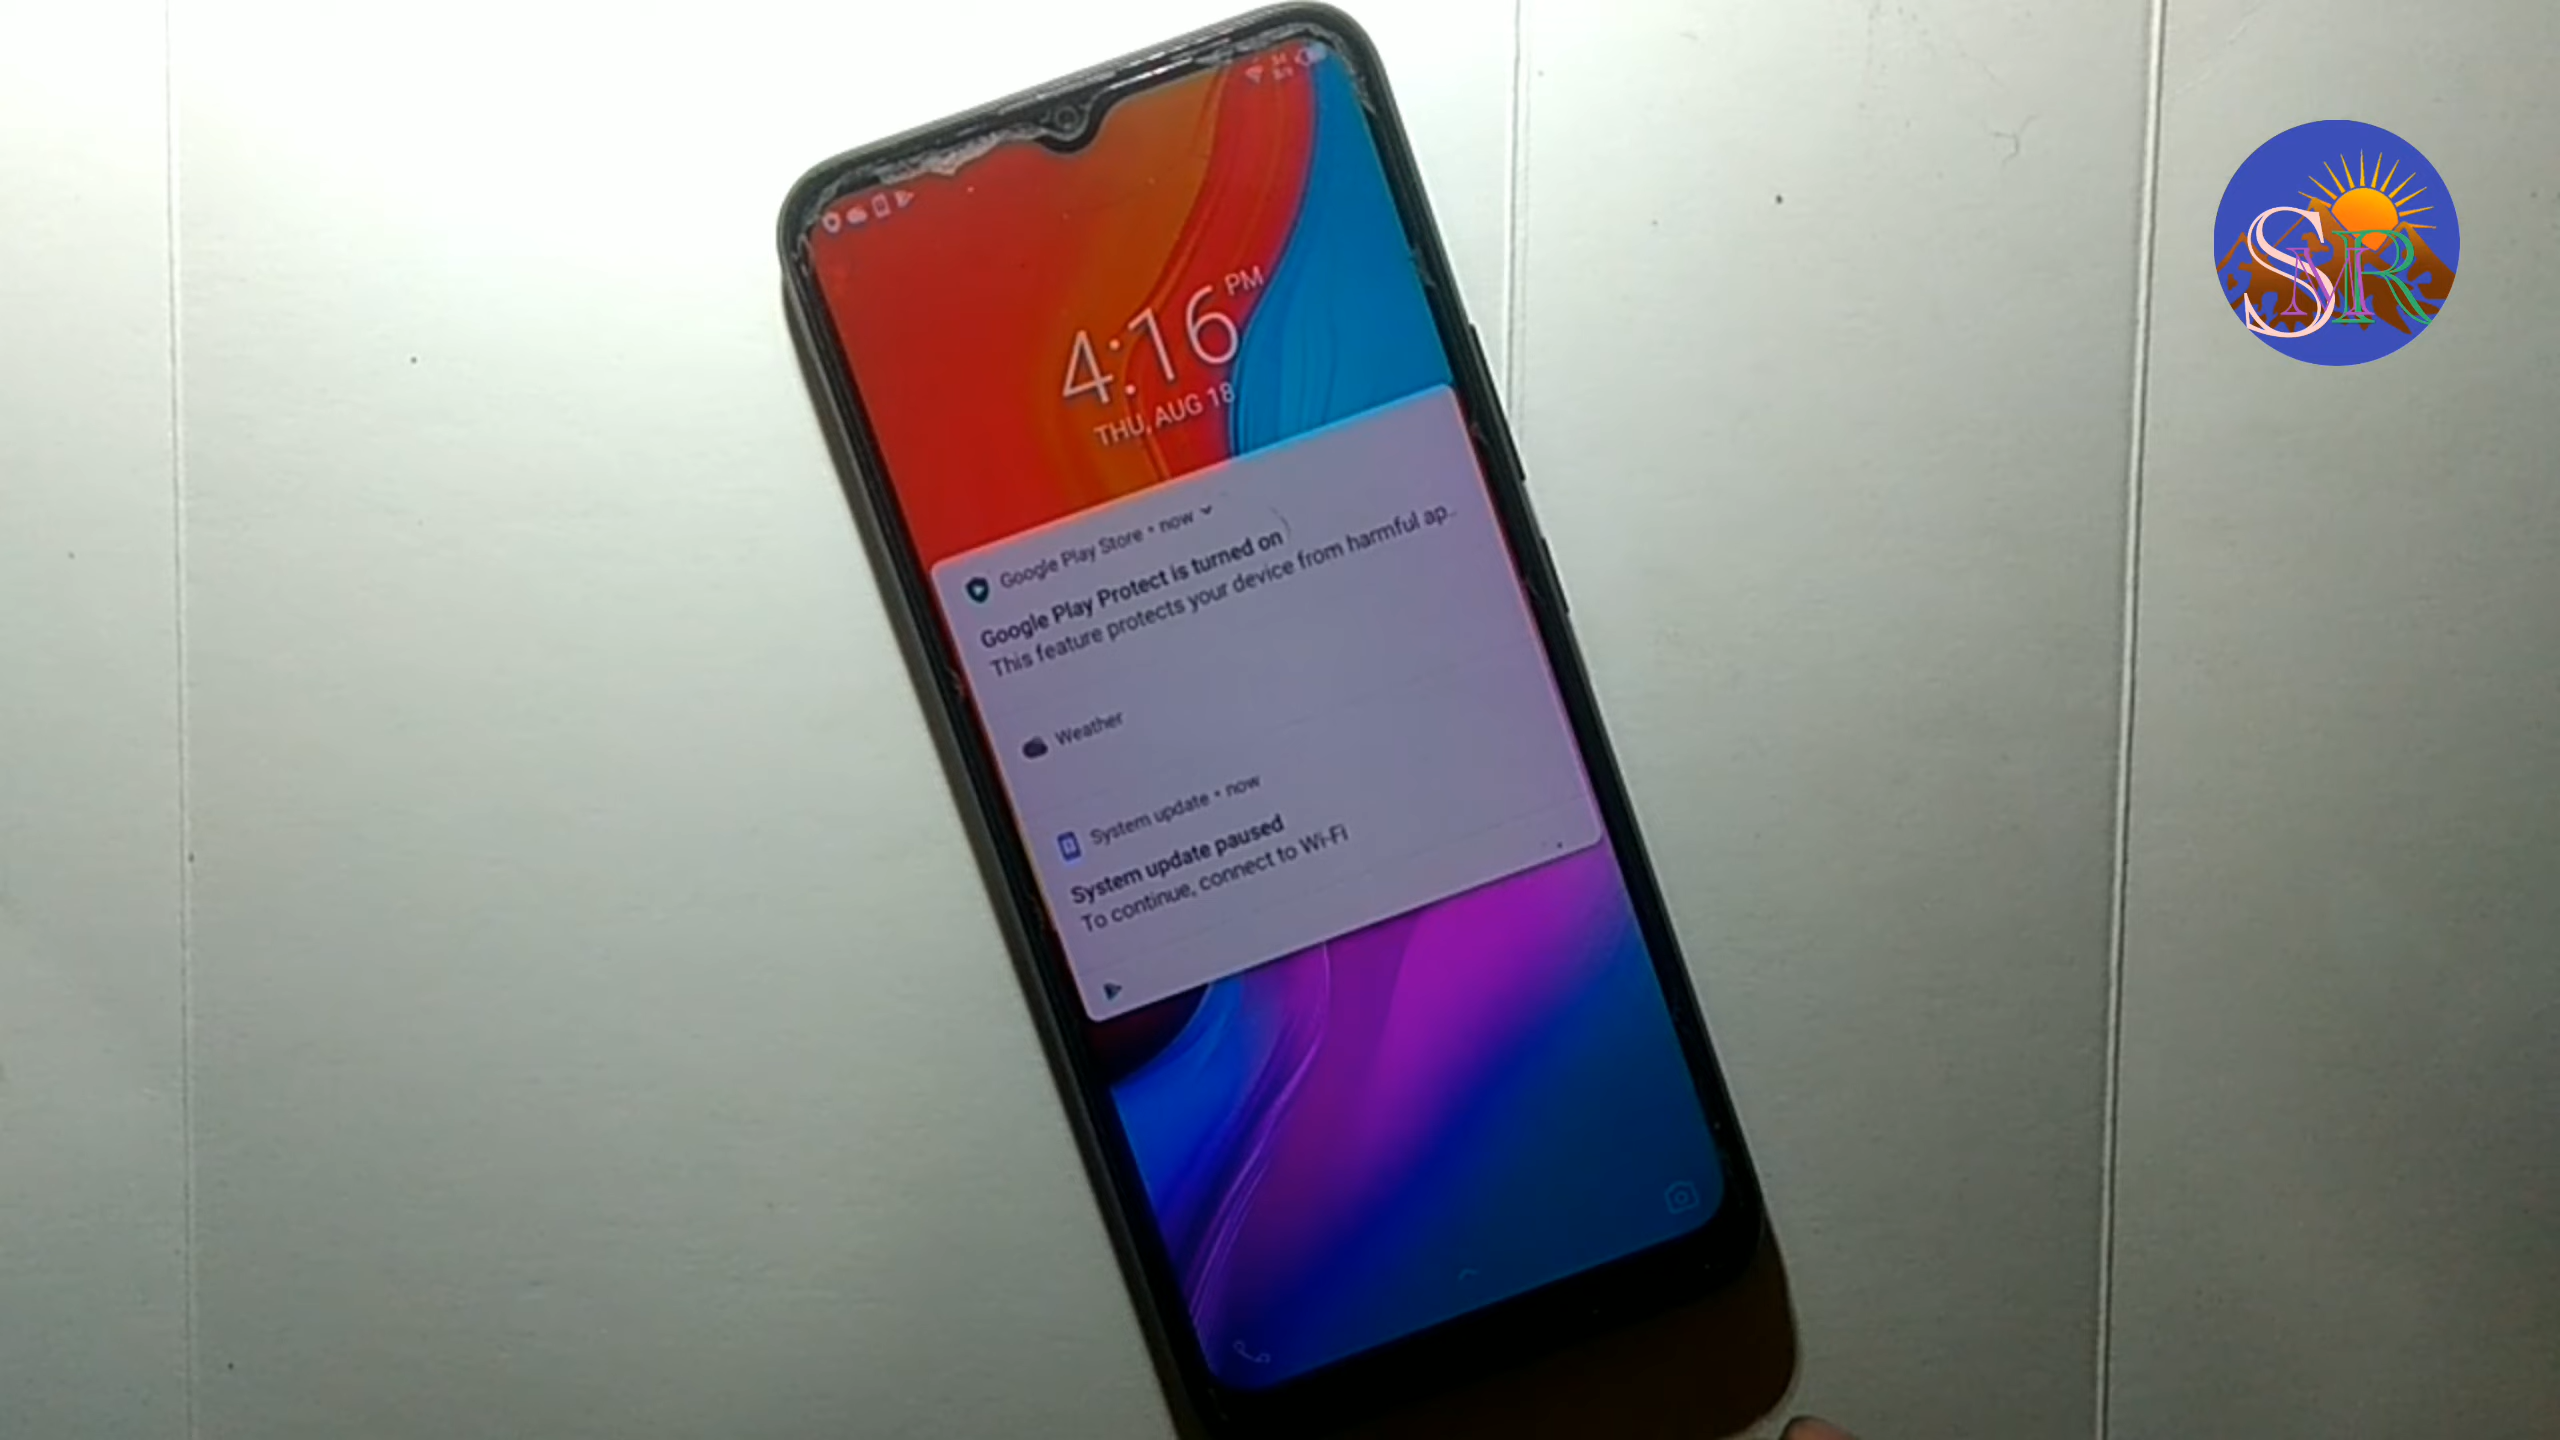 4:16 PM
THU, AUG 18
Google Play Store • now
Google Play Protect is turned on
This feature protects your device from harmful ap..
Weather
System update • now
System update paused
To continue, connect to Wi-Fi
SMR